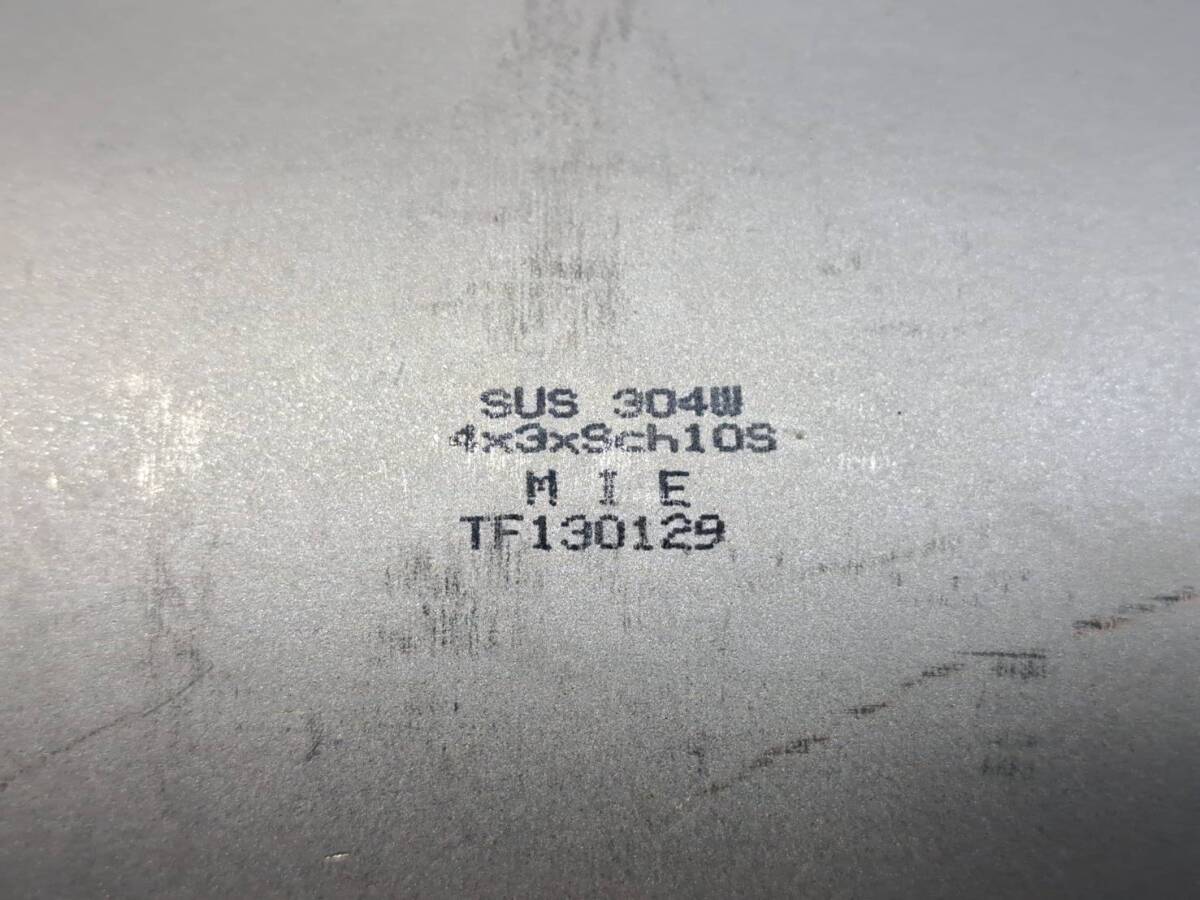 SUS 304W
4x3xSch10S
M I E
TF130129